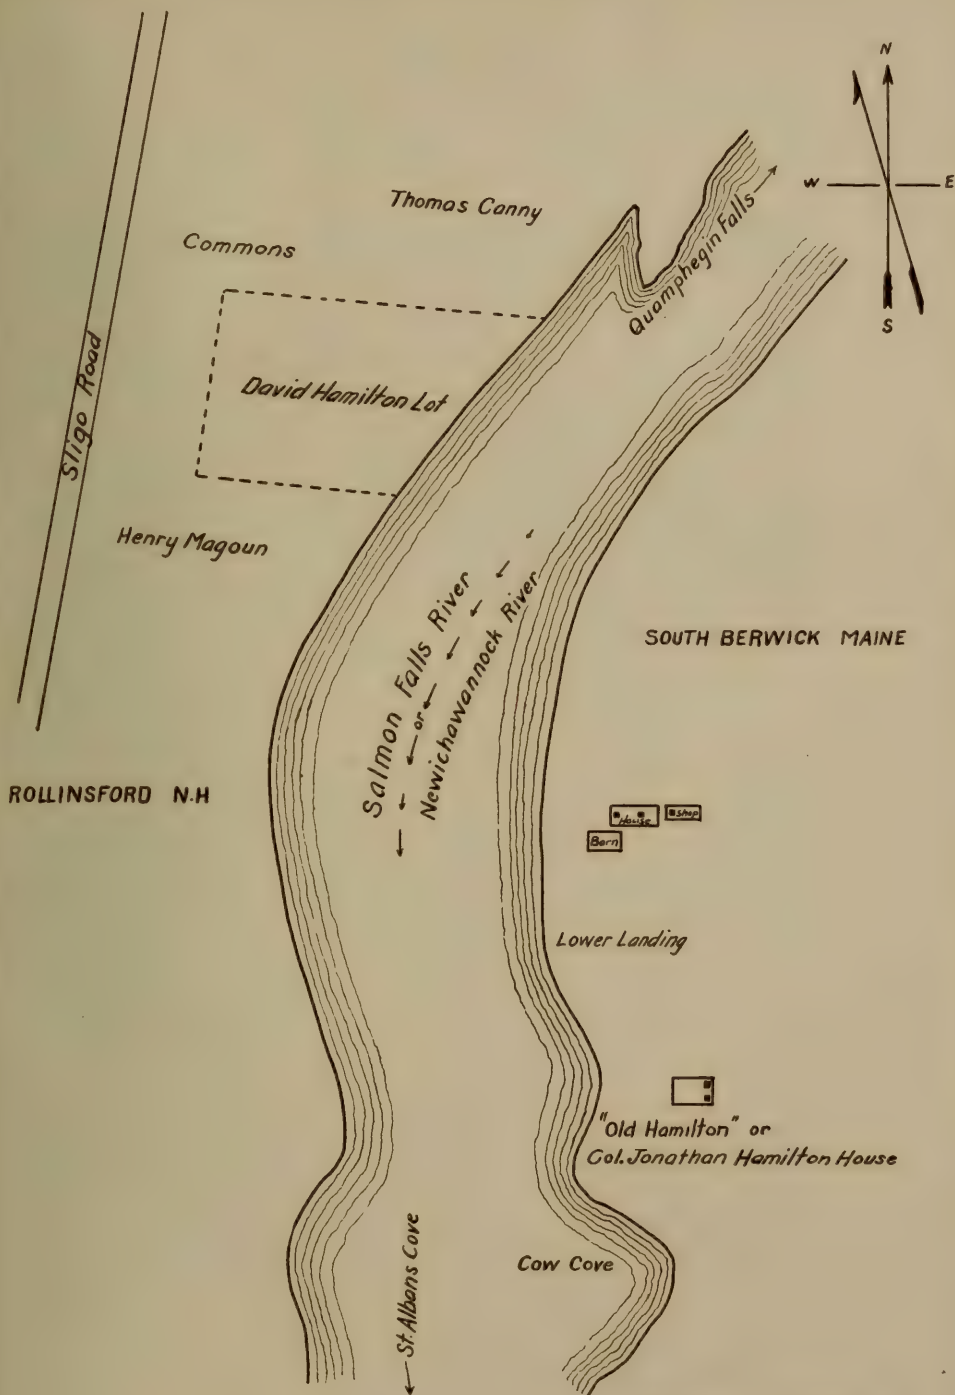 N
W
E
S
Thomas Canny
Commons
Quamphegin Falls
David Hamilton Lot
Sligo Road
Henry Magoun
Salmon Falls River
or
Newichawannock River
SOUTH BERWICK MAINE
ROLLINSFORD N.H
House
Shop
Barn
Lower Landing
"Old Hamilton" or
Col. Jonathan Hamilton House
Cow Cove
St. Albans Cove